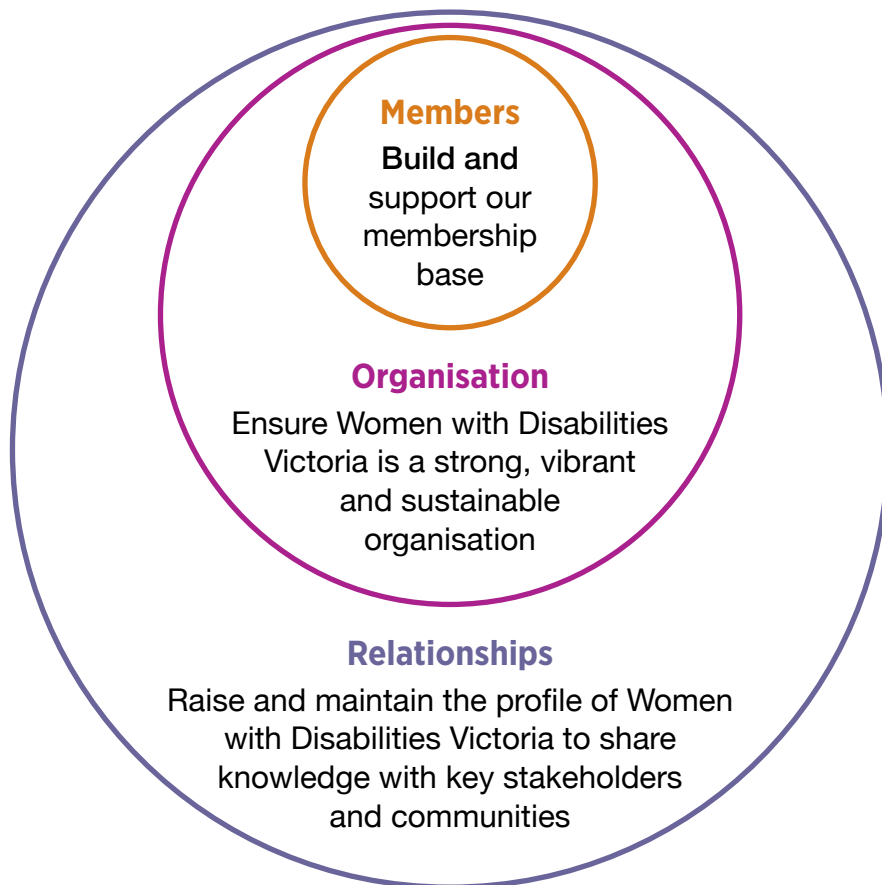 Members
Build and
support our
membership
base
Organisation
Ensure Women with Disabilities
Victoria is a strong, vibrant
and sustainable
organisation
Relationships
Raise and maintain the profile of Women
with Disabilities Victoria to share
knowledge with key stakeholders
and communities